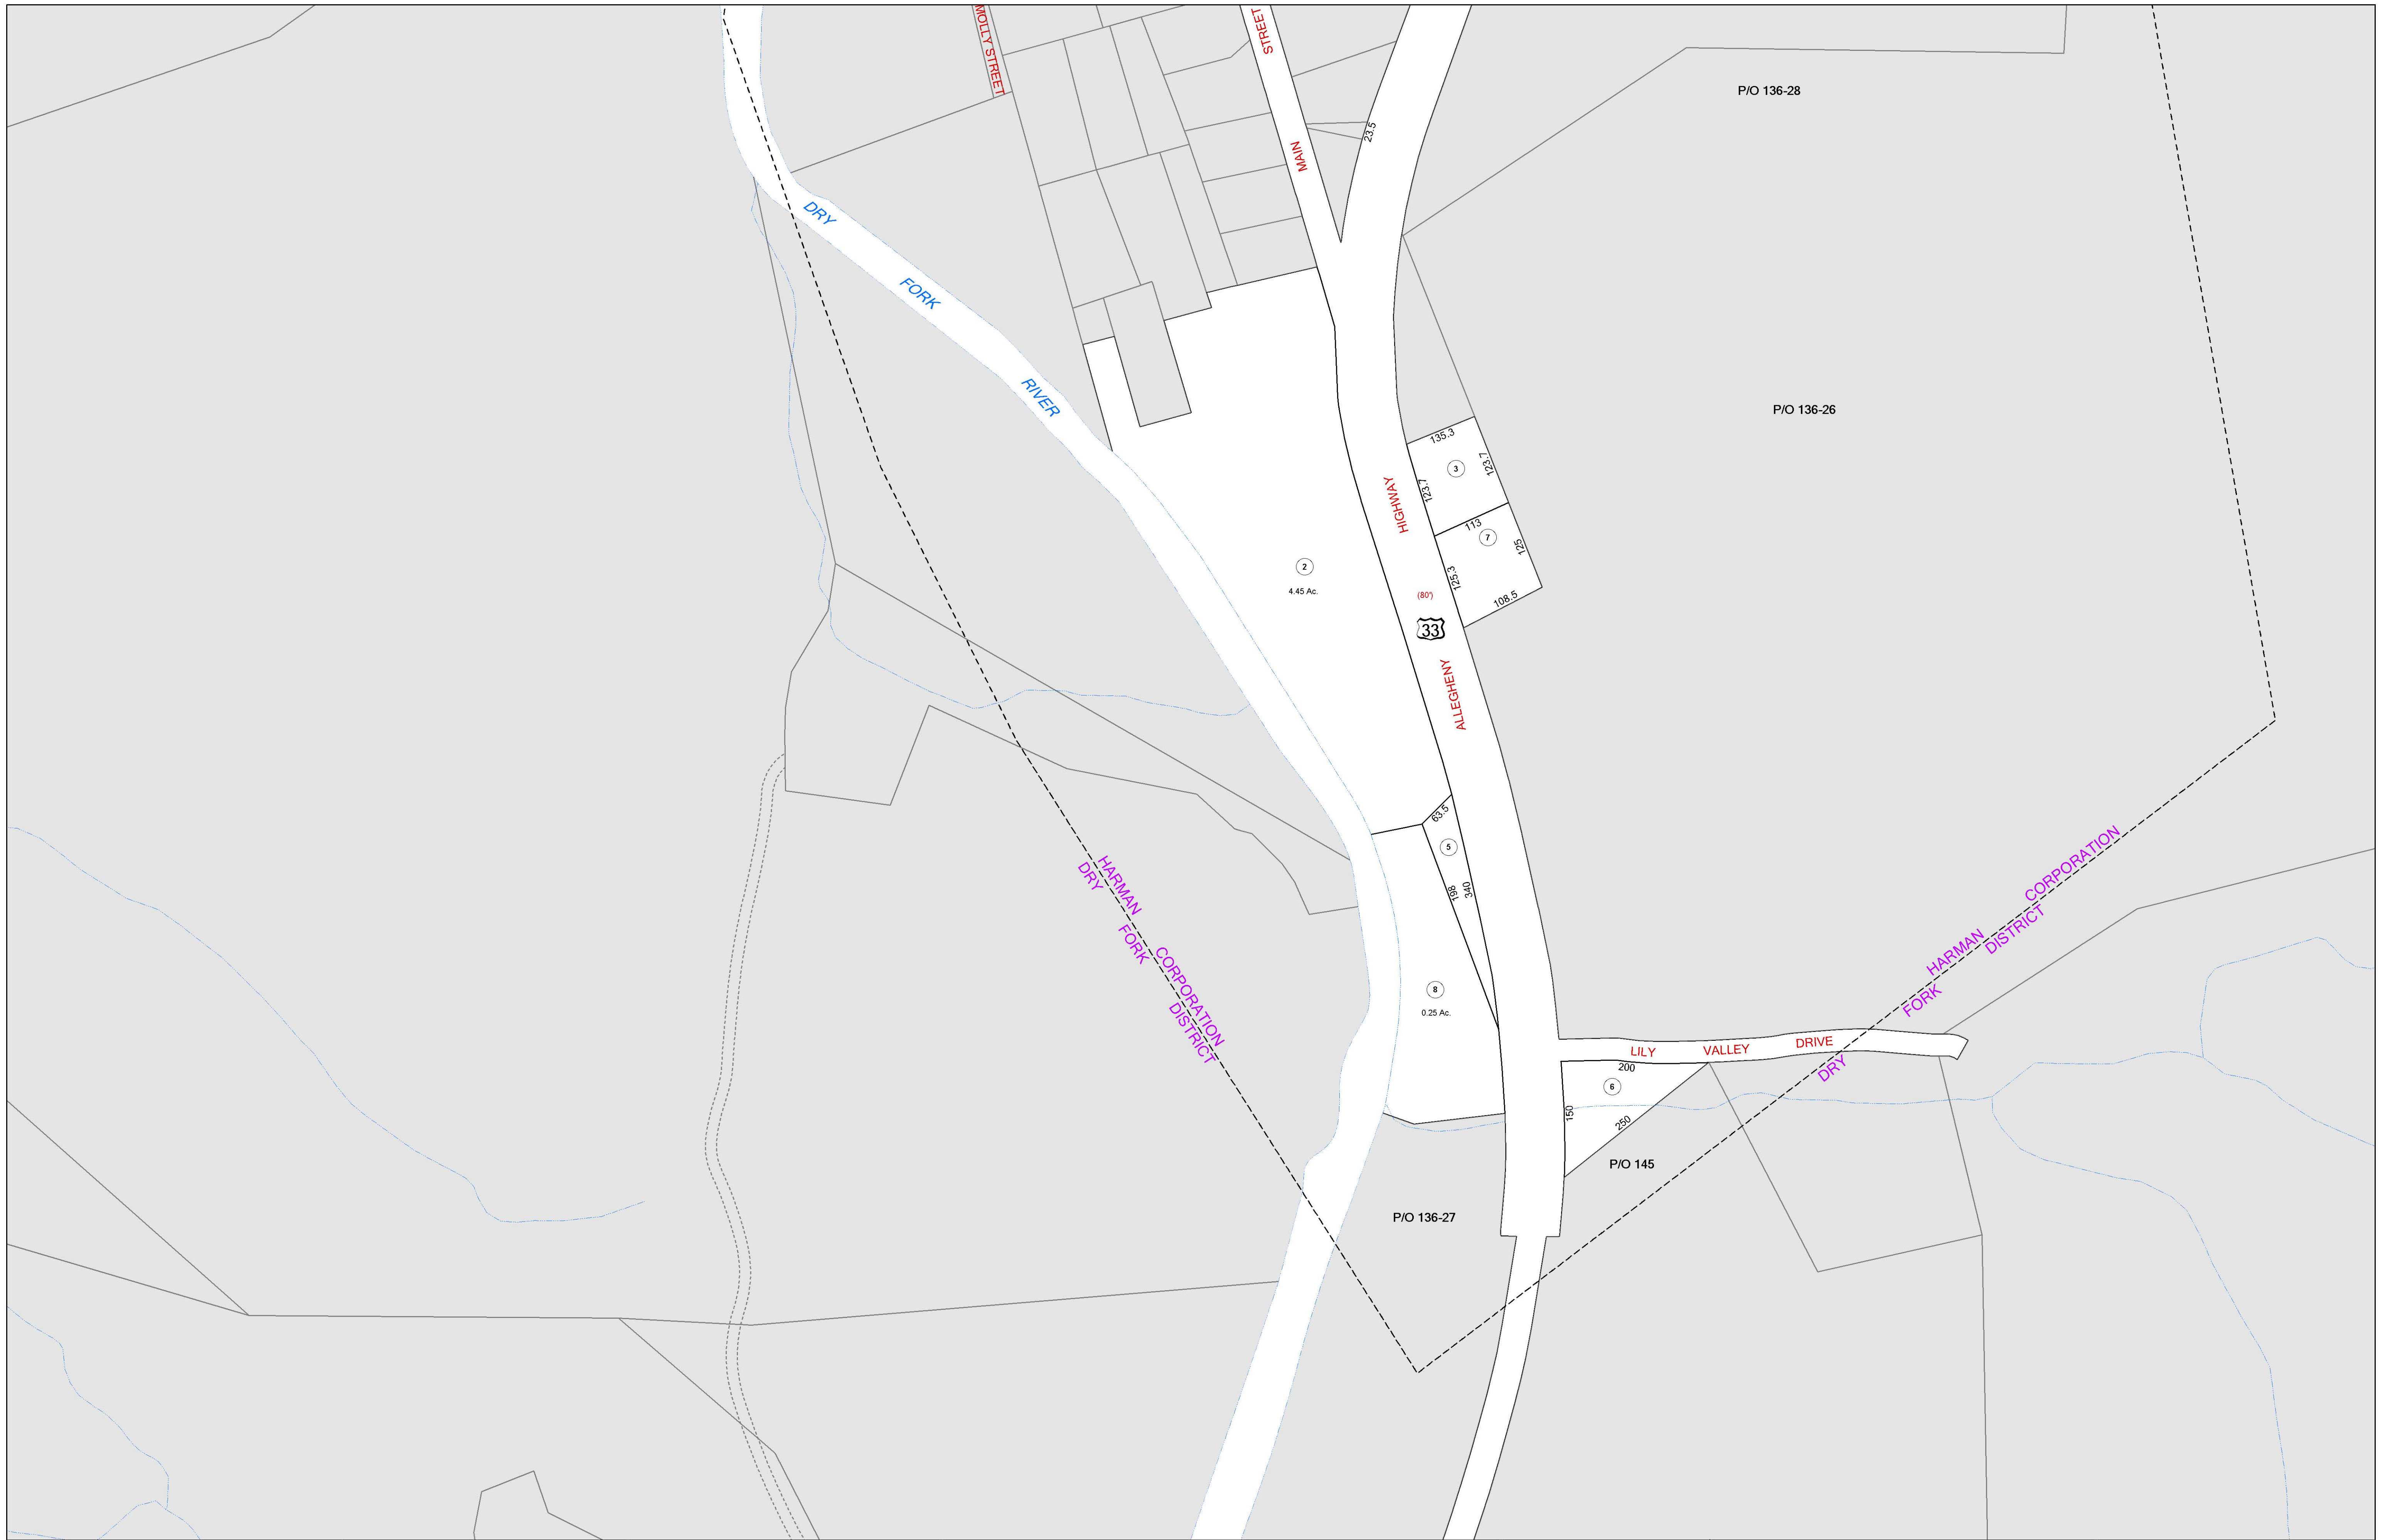 MOLLY STREET
MAIN STREET
23.5
P/O 136-28
DRY FORK RIVER
P/O 136-26
135.3
3
123.7
123.7
113
7
125
125.3
108.5
HIGHWAY
(80')
33
ALLEGHENY
2
4.45 Ac.
63.5
5
198
340
8
0.25 Ac.
HARMAN CORPORATION
DRY FORK DISTRICT
HARMAN CORPORATION
DRY FORK DISTRICT
LILY VALLEY DRIVE
200
6
150
250
P/O 145
P/O 136-27